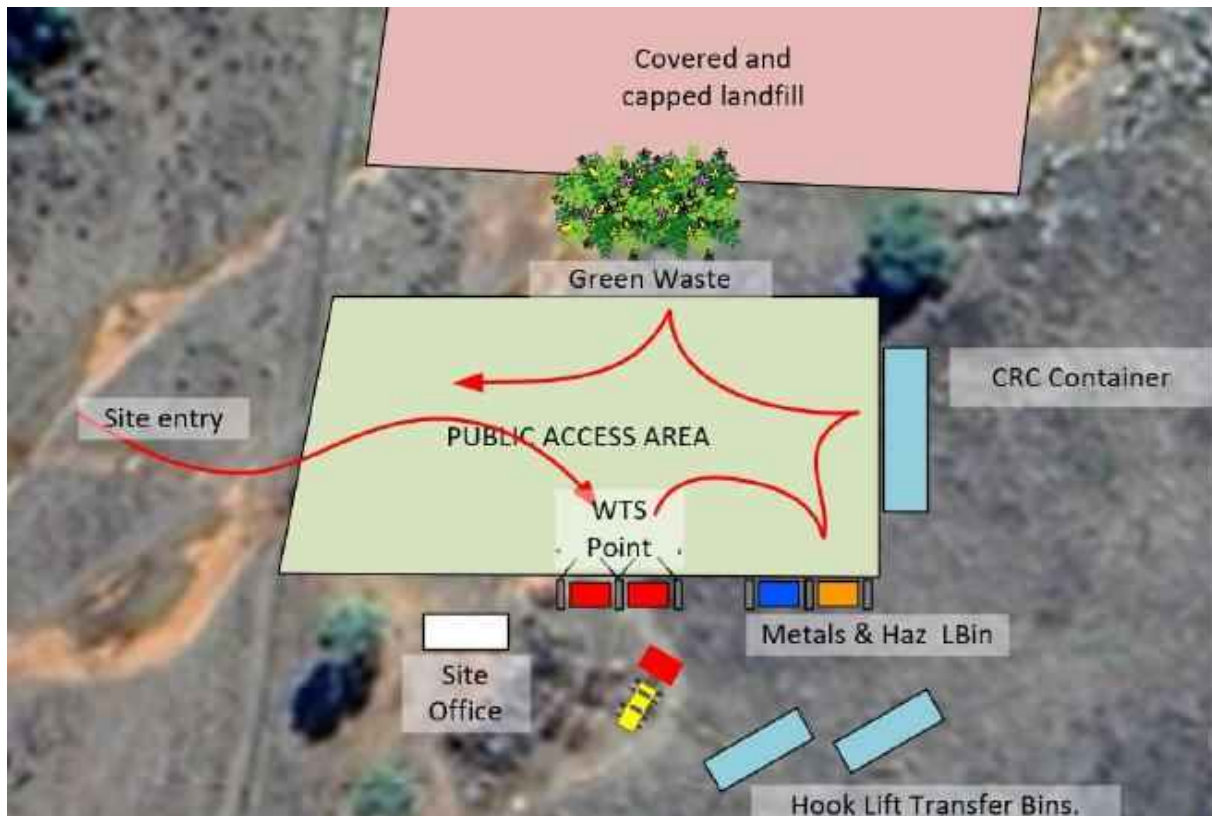 Covered and
capped landfill
Green Waste
CRC Container
Site entry
PUBLIC ACCESS AREA
WTS
Point
Metals & Haz LBin
Site
Office
Hook Lift Transfer Bins.